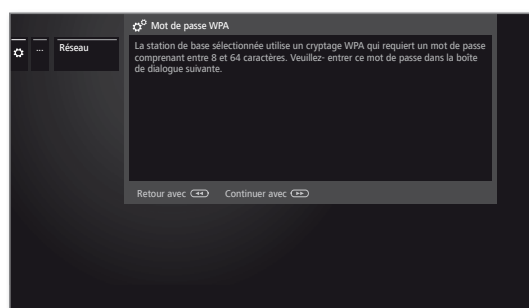 Mot de passe WPA
... Réseau
La station de base sélectionnée utilise un cryptage WPA qui requiert un mot de passe
comprenant entre 8 et 64 caractères. Veuillez- entrer ce mot de passe dans la boîte
de dialogue suivante.
Retour avec Continuer avec